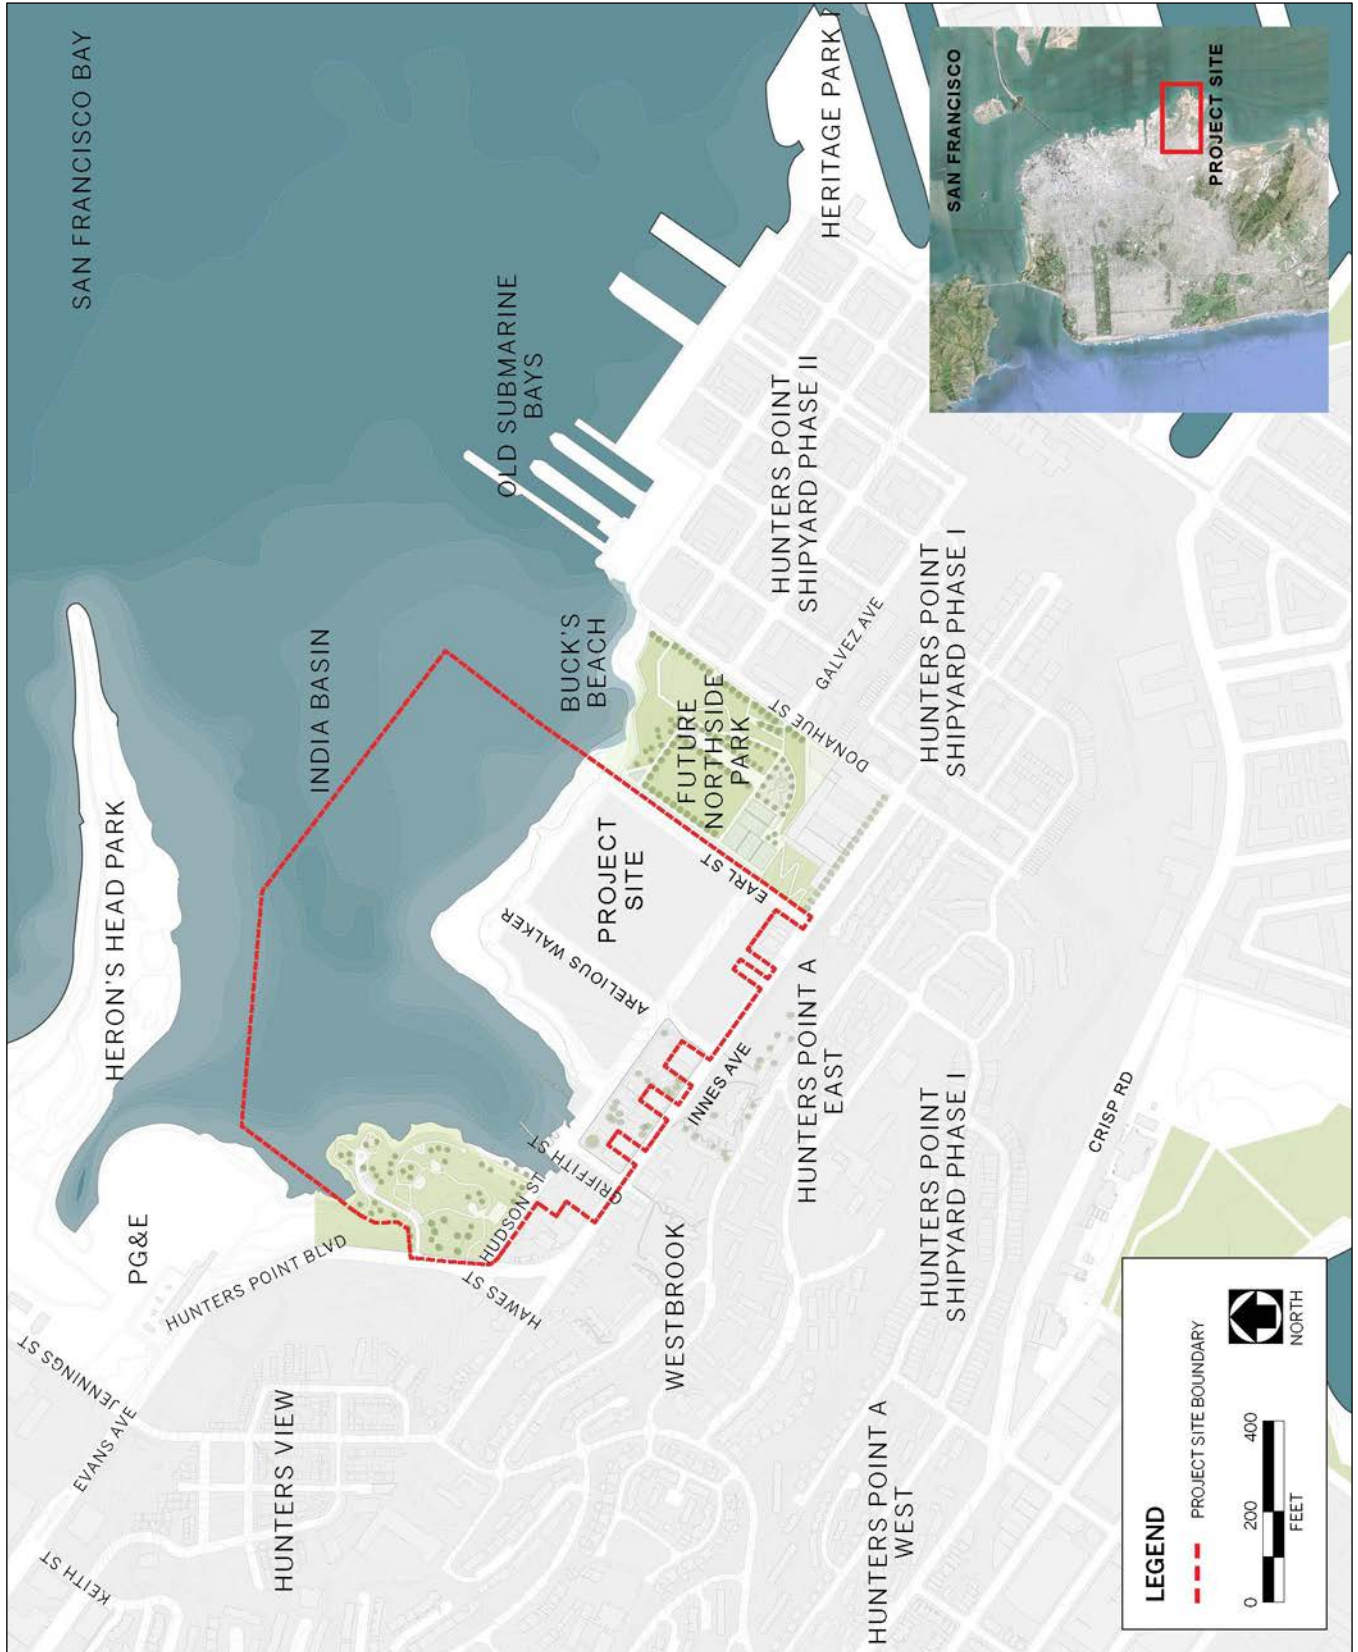 SAN FRANCISCO BAY
HERON'S HEAD PARK
INDIA BASIN
PG&E
JENNINGS ST
EVANS AVE
KEITH ST
HUNTERS POINT BLVD
HUNTERS VIEW
HAWES ST
HUDSON ST
GRIFFITH ST
OLD SUBMARINE
BAYS
BUCK'S
BEACH
PROJECT
SITE
ARELIOUS WALKER
EARL ST
FUTURE
NORTHSIDE
PARK
DONAHUE ST
GALVEZ AVE
INNES AVE
WESTBROOK
HERITAGE PARK
HUNTERS POINT
SHIPYARD PHASE II
HUNTERS POINT
SHIPYARD PHASE I
HUNTERS POINT A
EAST
HUNTERS POINT
SHIPYARD PHASE I
HUNTERS POINT A
WEST
CRISP RD
SAN FRANCISCO
PROJECT SITE
LEGEND
PROJECT SITE BOUNDARY
0 200 400
FEET
NORTH